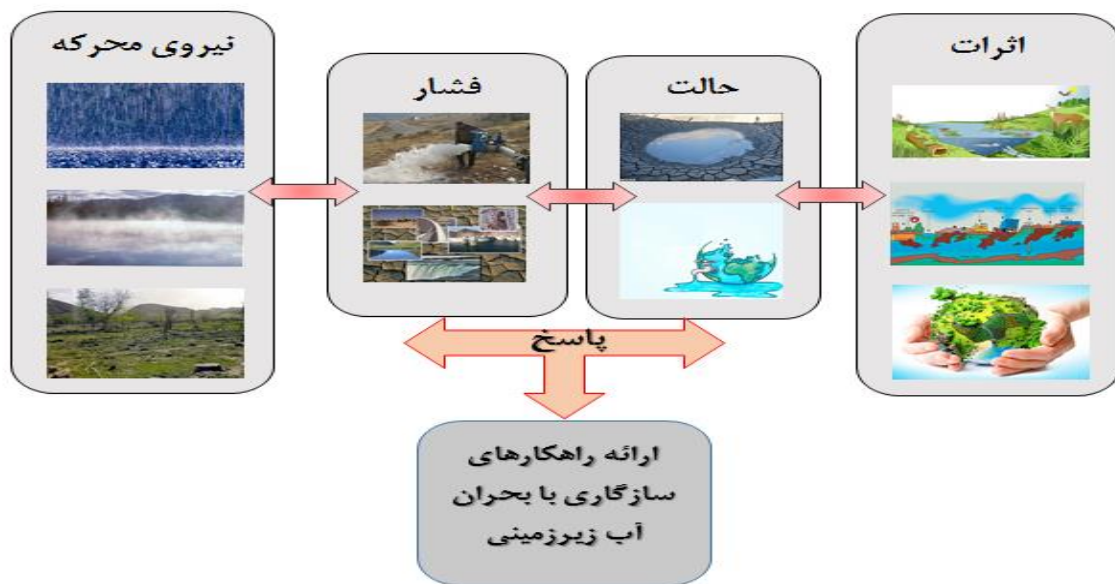 نیروی محرکه
فشار
حالت
اثرات
پاسخ
ارائه راهکارهای
سازگاری با بحران
آب زیرزمینی